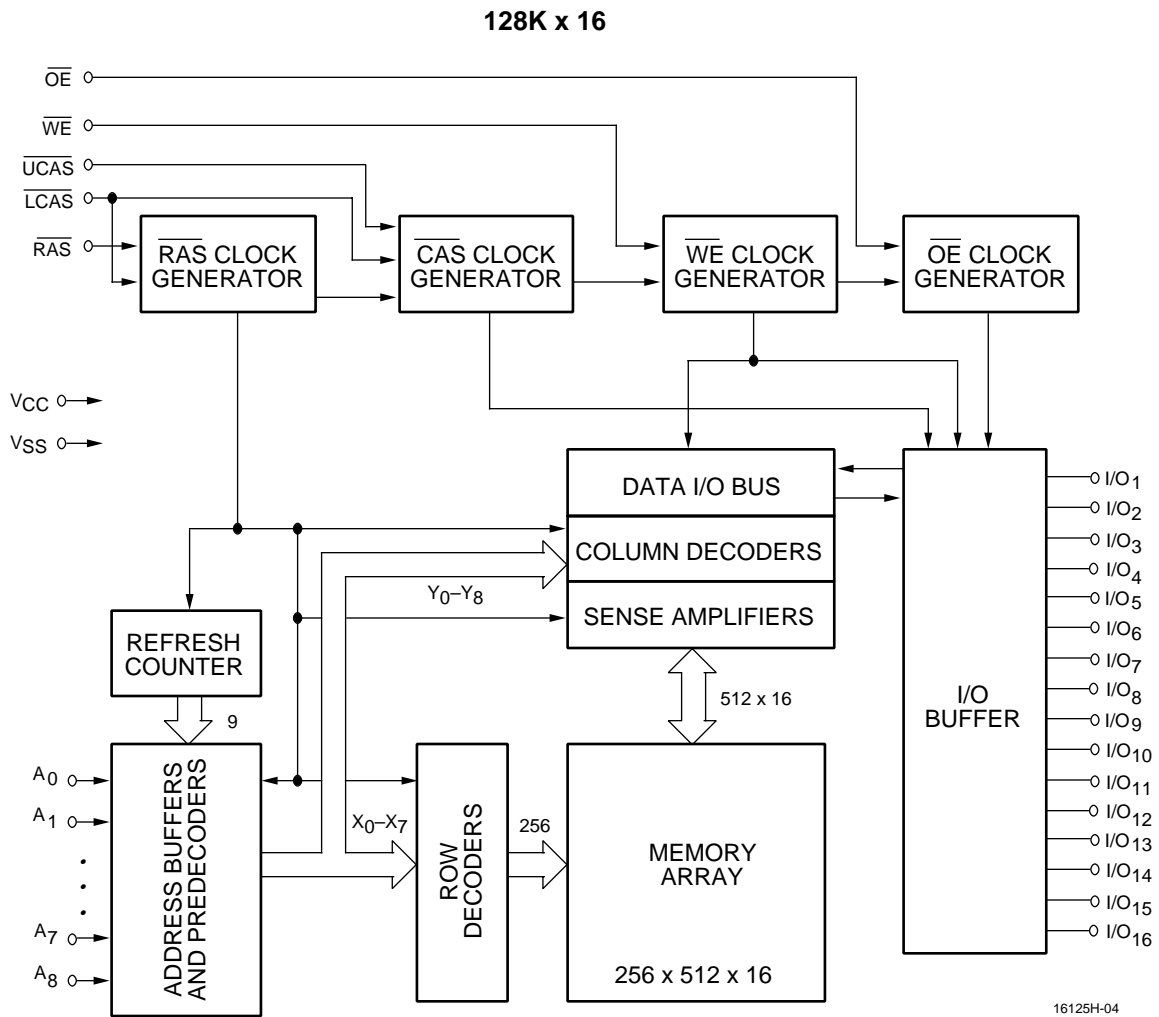 128K x 16
OE
WE
UCAS
LCAS
RAS
RAS CLOCK
GENERATOR
CAS CLOCK
GENERATOR
WE CLOCK
GENERATOR
OE CLOCK
GENERATOR
VCC
VSS
DATA I/O BUS
COLUMN DECODERS
SENSE AMPLIFIERS
Y0–Y8
REFRESH
COUNTER
9
512 x 16
I/O
BUFFER
I/O1
I/O2
I/O3
I/O4
I/O5
I/O6
I/O7
I/O8
I/O9
I/O10
I/O11
I/O12
I/O13
I/O14
I/O15
I/O16
A0
A1
A7
A8
ADDRESS BUFFERS
AND PREDECODERS
X0–X7
ROW
DECODERS
256
MEMORY
ARRAY
256 x 512 x 16
16125H-04